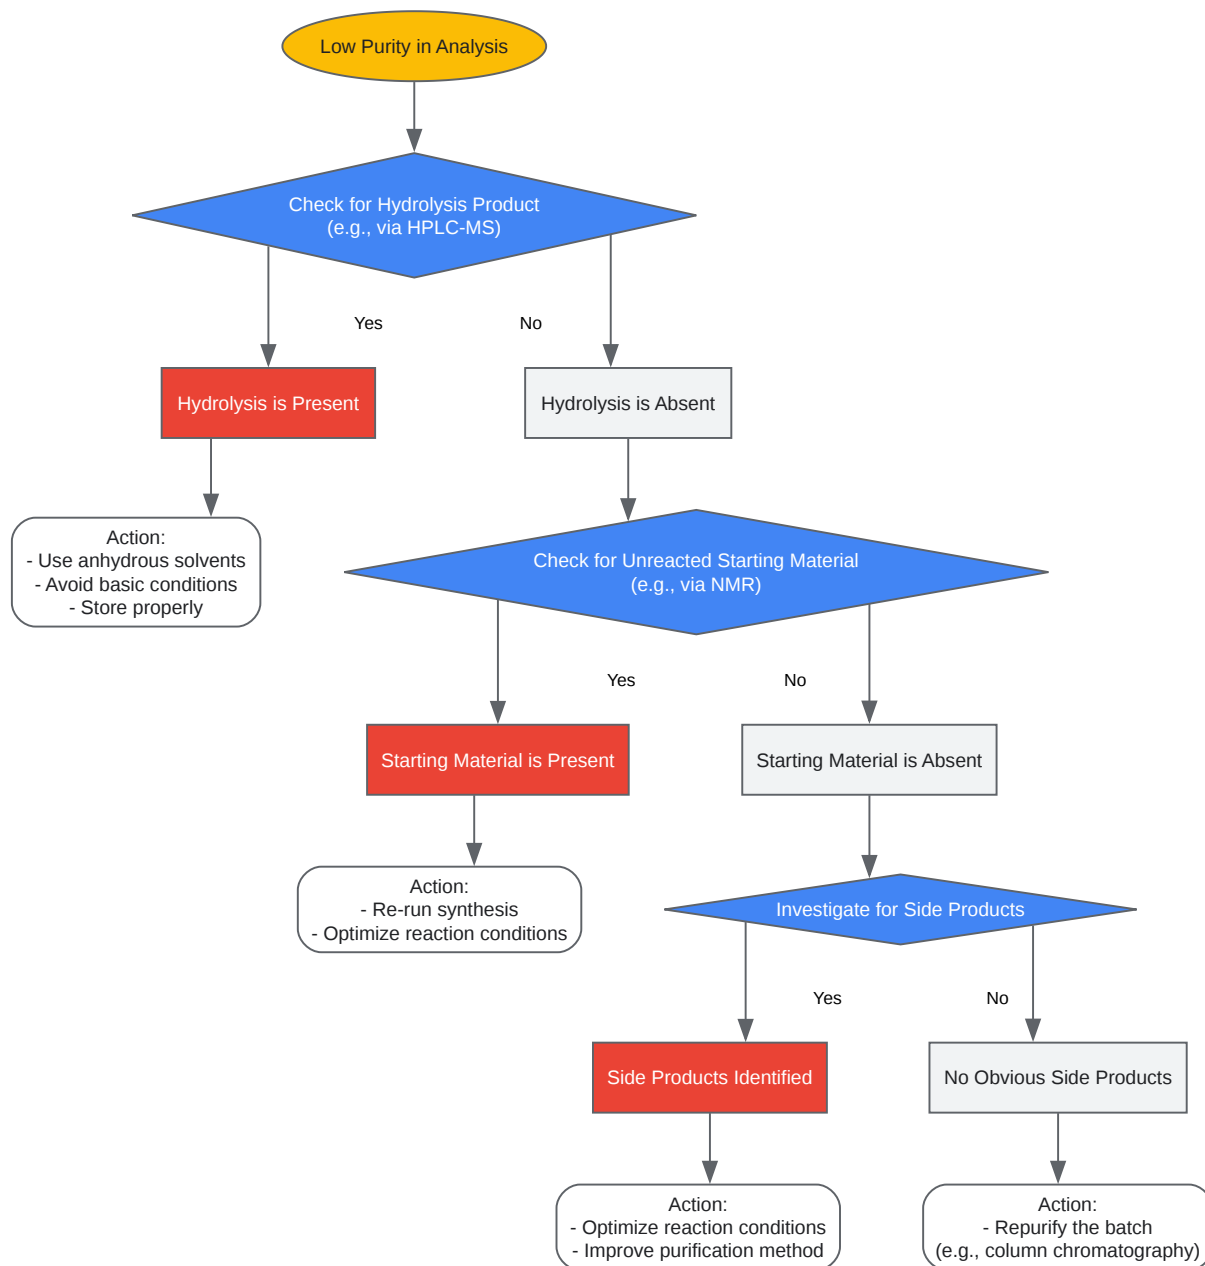 Low Purity in Analysis
Check for Hydrolysis Product
(e.g., via HPLC-MS)
Yes
No
Hydrolysis is Present
Hydrolysis is Absent
Action:
- Use anhydrous solvents
- Avoid basic conditions
- Store properly
Check for Unreacted Starting Material
(e.g., via NMR)
Yes
No
Starting Material is Present
Starting Material is Absent
Action:
- Re-run synthesis
- Optimize reaction conditions
Investigate for Side Products
Yes
No
Side Products Identified
No Obvious Side Products
Action:
- Optimize reaction conditions
- Improve purification method
Action:
- Repurify the batch
(e.g., column chromatography)